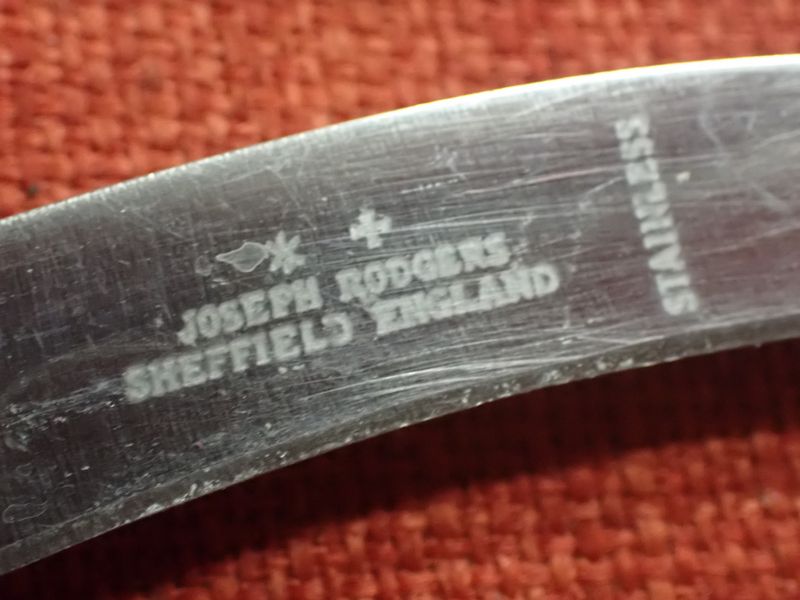 JOSEPH RODGERS
SHEFFIELD ENGLAND
STAINLESS